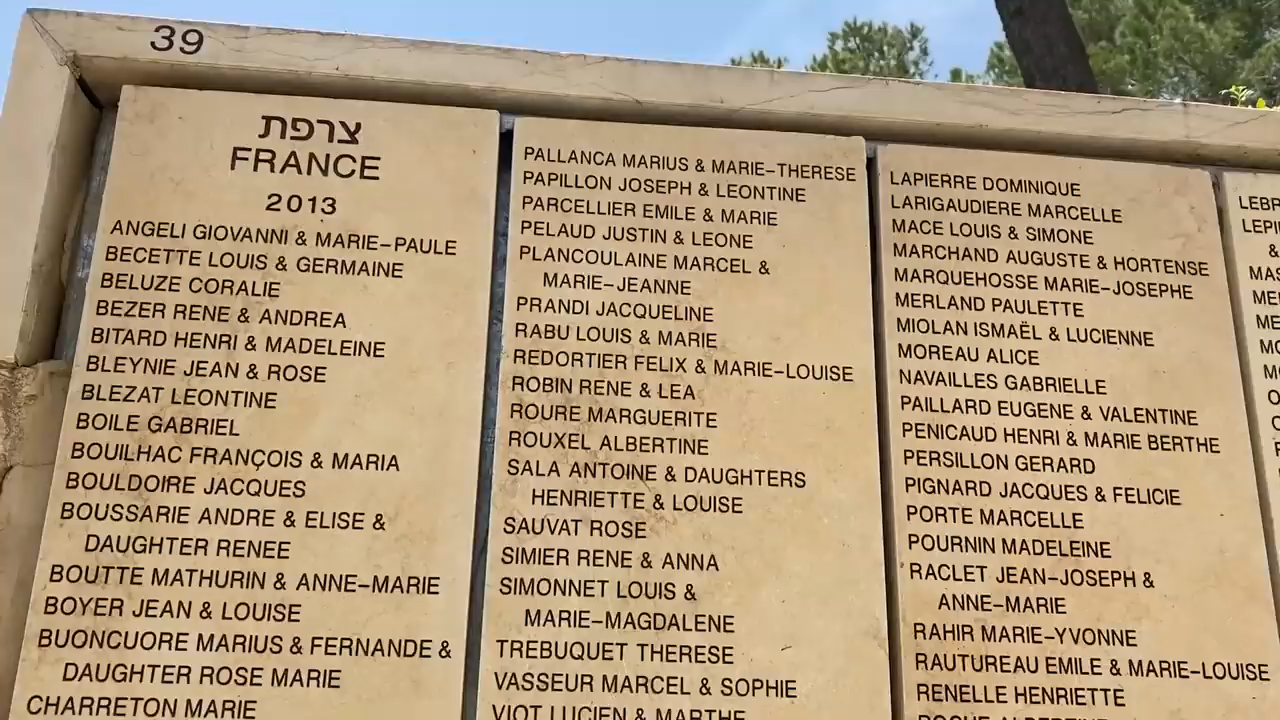 39
צרפת
FRANCE
2013
ANGELI GIOVANNI & MARIE-PAULE
BECETTE LOUIS & GERMAINE
BELUZE CORALIE
BEZER RENE & ANDREA
BITARD HENRI & MADELEINE
BLEYNIE JEAN & ROSE
BLEZAT LEONTINE
BOILE GABRIEL
BOUILHAC FRANÇOIS & MARIA
BOULDOIRE JACQUES
BOUSSARIE ANDRE & ELISE &
DAUGHTER RENEE
BOUTTE MATHURIN & ANNE-MARIE
BOYER JEAN & LOUISE
BUONCUORE MARIUS & FERNANDE &
DAUGHTER ROSE MARIE
CHARRETON MARIE
PALLANCA MARIUS & MARIE-THERESE
PAPILLON JOSEPH & LEONTINE
PARCELLIER EMILE & MARIE
PELAUD JUSTIN & LEONE
PLANCOULAINE MARCEL &
MARIE-JEANNE
PRANDI JACQUELINE
RABU LOUIS & MARIE
REDORTIER FELIX & MARIE-LOUISE
ROBIN RENE & LEA
ROURE MARGUERITE
ROUXEL ALBERTINE
SALA ANTOINE & DAUGHTERS
HENRIETTE & LOUISE
SAUVAT ROSE
SIMIER RENE & ANNA
SIMONNET LOUIS &
MARIE-MAGDALENE
TREBUQUET THERESE
VASSEUR MARCEL & SOPHIE
VIOT LUCIEN & MARTHE
LAPIERRE DOMINIQUE
LARIGAUDIERE MARCELLE
MACE LOUIS & SIMONE
MARCHAND AUGUSTE & HORTENSE
MARQUEHOSSE MARIE-JOSEPHE
MERLAND PAULETTE
MIOLAN ISMAËL & LUCIENNE
MOREAU ALICE
NAVAILLES GABRIELLE
PAILLARD EUGENE & VALENTINE
PENICAUD HENRI & MARIE BERTHE
PERSILLON GERARD
PIGNARD JACQUES & FELICIE
PORTE MARCELLE
POURNIN MADELEINE
RACLET JEAN-JOSEPH &
ANNE-MARIE
RAHIR MARIE-YVONNE
RAUTUREAU EMILE & MARIE-LOUISE
RENELLE HENRIETTE